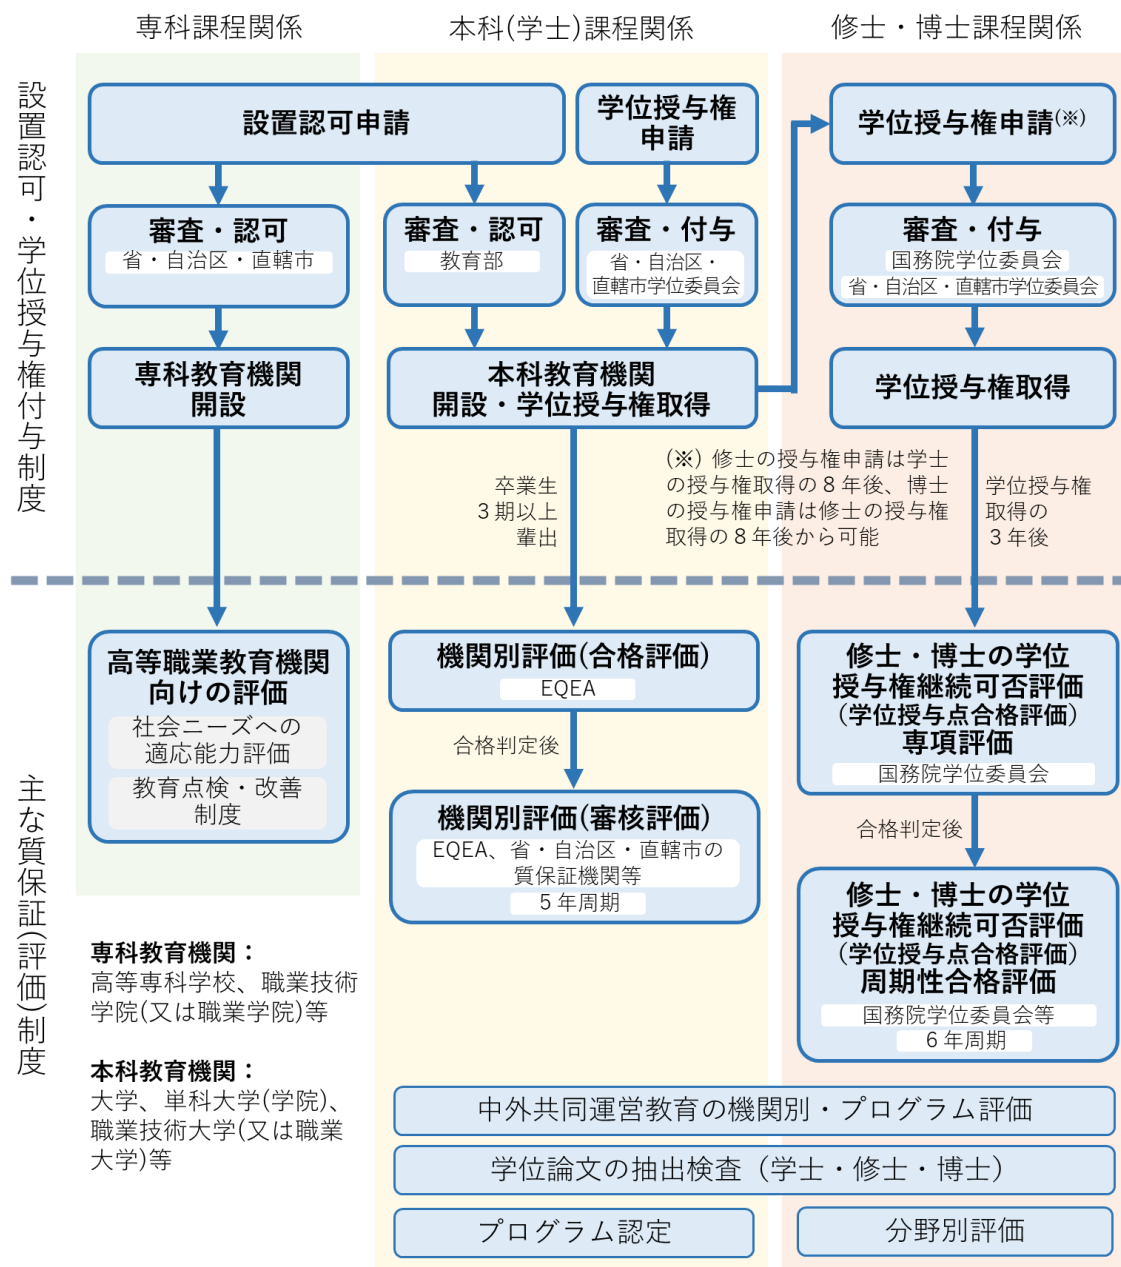 専科課程関係
本科(学士)課程関係
修士・博士課程関係
設置認可・学位授与権付与制度
設置認可申請
学位授与権
申請
学位授与権申請(※)
審査・認可
省・自治区・直轄市
審査・認可
教育部
審査・付与
省・自治区・
直轄市学位委員会
審査・付与
国務院学位委員会
省・自治区・直轄市学位委員会
専科教育機関
開設
本科教育機関
開設・学位授与権取得
学位授与権取得
卒業生
３期以上
輩出
(※) 修士の授与権申請は学士
の授与権取得の８年後、博士
の授与権申請は修士の授与権
取得の８年後から可能
学位授与権
取得の
３年後
主な質保証(評価)制度
高等職業教育機関
向けの評価
社会ニーズへの
適応能力評価
教育点検・改善
制度
機関別評価(合格評価)
EQEA
合格判定後
機関別評価(審核評価)
EQEA、省・自治区・直轄市の
質保証機関等
５年周期
修士・博士の学位
授与権継続可否評価
(学位授与点合格評価)
専項評価
国務院学位委員会
合格判定後
修士・博士の学位
授与権継続可否評価
(学位授与点合格評価)
周期性合格評価
国務院学位委員会等
６年周期
専科教育機関：
高等専科学校、職業技術
学院(又は職業学院)等
本科教育機関：
大学、単科大学(学院)、
職業技術大学(又は職業
大学)等
中外共同運営教育の機関別・プログラム評価
学位論文の抽出検査（学士・修士・博士）
プログラム認定
分野別評価